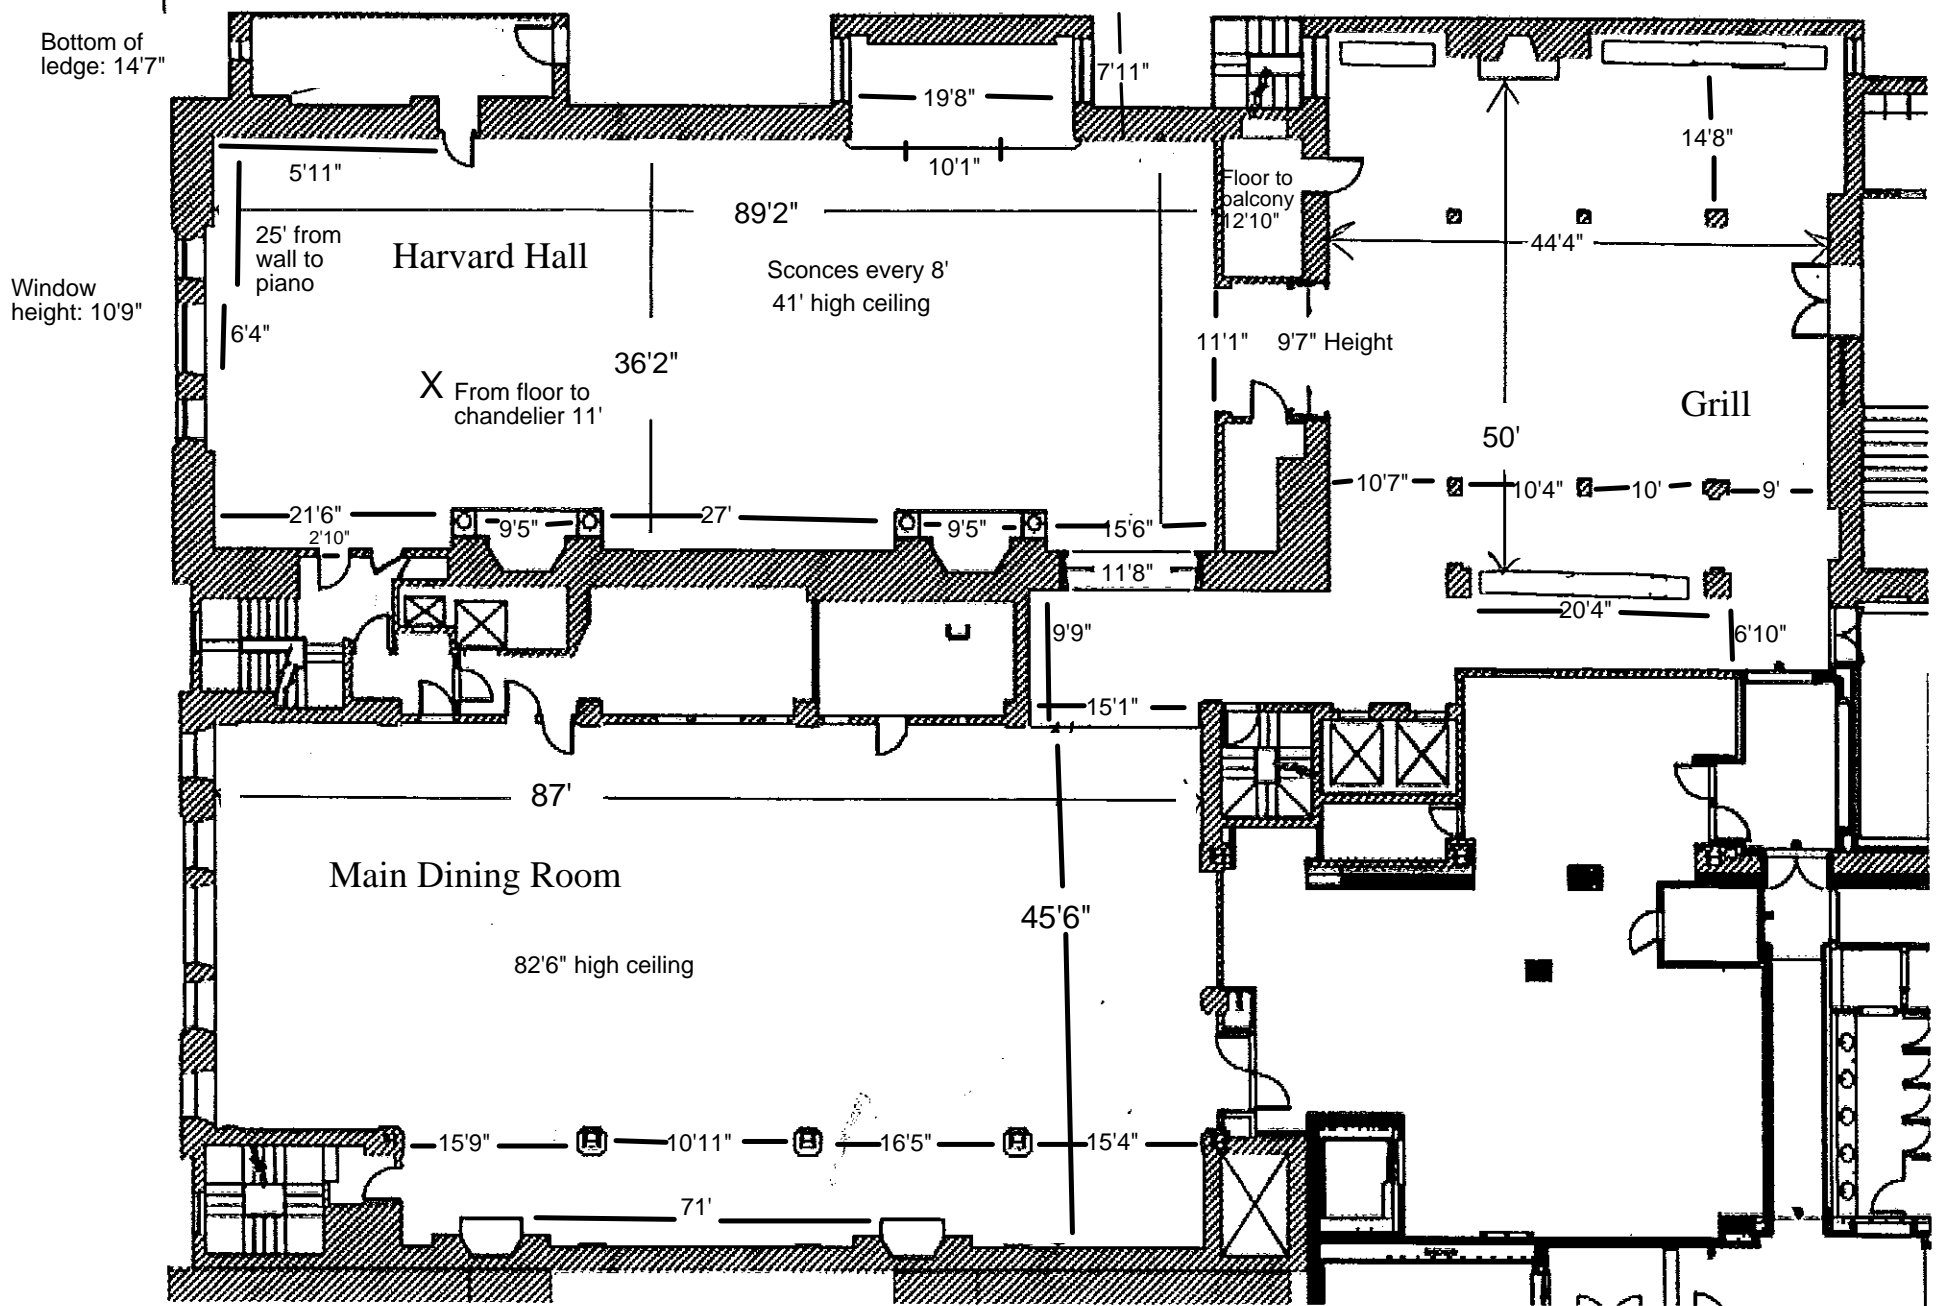 Bottom of
ledge: 14'7"
7'11"
19'8"
14'8"
10'1"
5'11"
Floor to
balcony
12'10"
89'2"
25' from
wall to
piano
Harvard Hall
44'4"
Sconces every 8'
41' high ceiling
Window
height: 10'9"
6'4"
11'1"
9'7" Height
36'2"
X
From floor to
chandelier 11'
Grill
50'
10'7"
10'4"
10'
9'
21'6"
9'5"
27'
9'5"
15'6"
2'10"
11'8"
20'4"
9'9"
6'10"
15'1"
87'
Main Dining Room
45'6"
82'6" high ceiling
15'9"
10'11"
16'5"
15'4"
71'